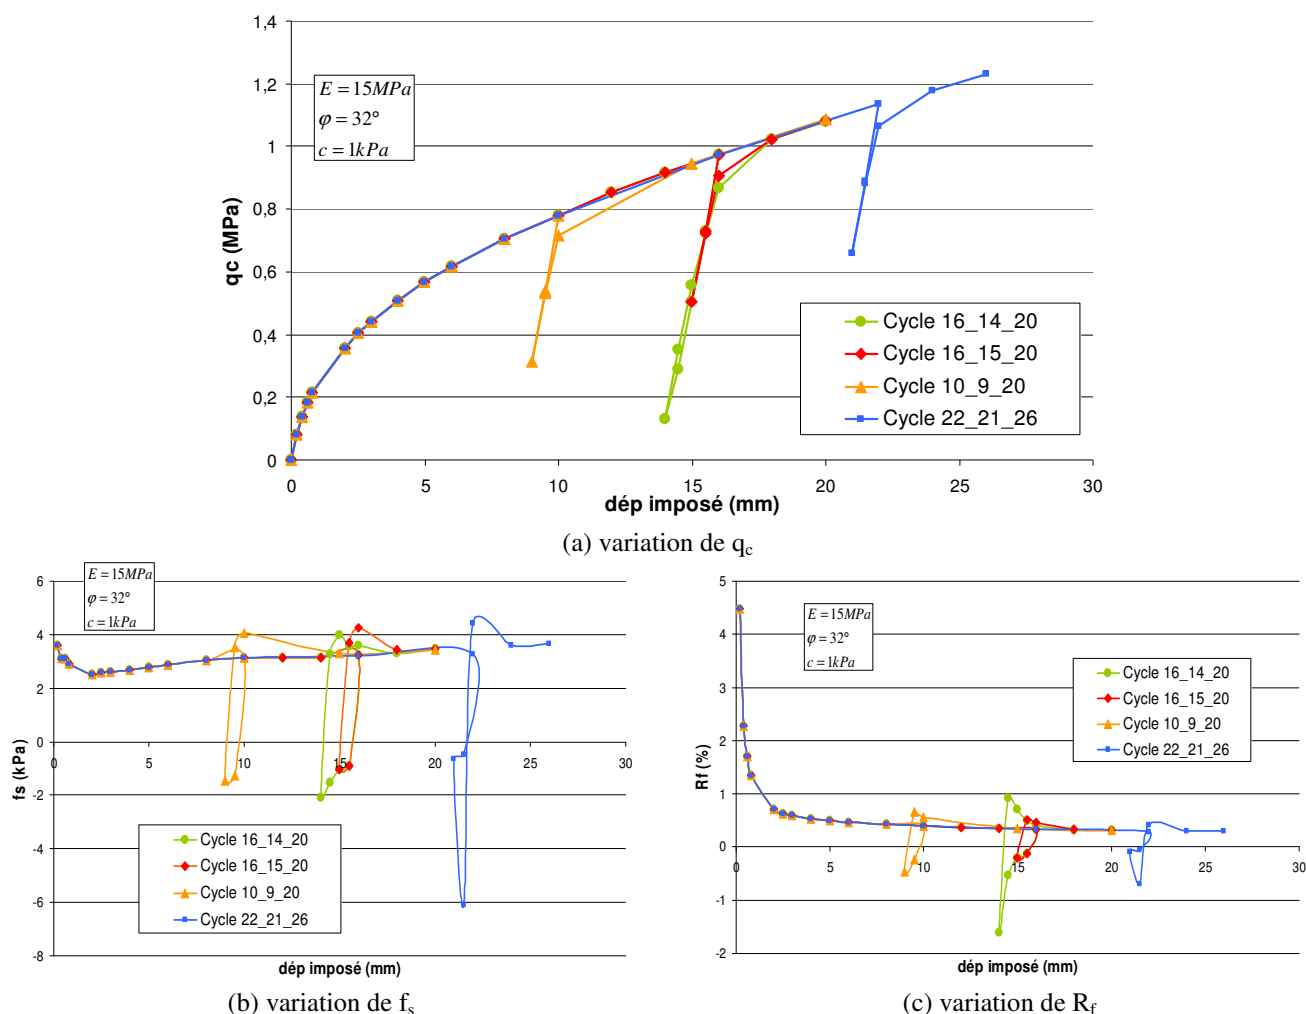 1,4
1,2
1
0,8
0,6
0,4
0,2
0
qc (MPa)
E = 15MPa
φ = 32°
c = 1kPa
Cycle 16_14_20
Cycle 16_15_20
Cycle 10_9_20
Cycle 22_21_26
0 5 10 15 20 25 30
dép imposé (mm)
(a) variation de qc
6
4
2
0
-2
-4
-6
-8
fs (kPa)
E = 15MPa
φ = 32°
c = 1kPa
0 5 10 15 20 25 30
Cycle 16_14_20
Cycle 16_15_20
Cycle 10_9_20
Cycle 22_21_26
dép imposé (mm)
(b) variation de fs
5
4
3
2
1
0
-1
-2
Rf (%)
E = 15MPa
φ = 32°
c = 1kPa
Cycle 16_14_20
Cycle 16_15_20
Cycle 10_9_20
Cycle 22_21_26
0 5 10 15 20 25 30
dép imposé (mm)
(c) variation de Rf